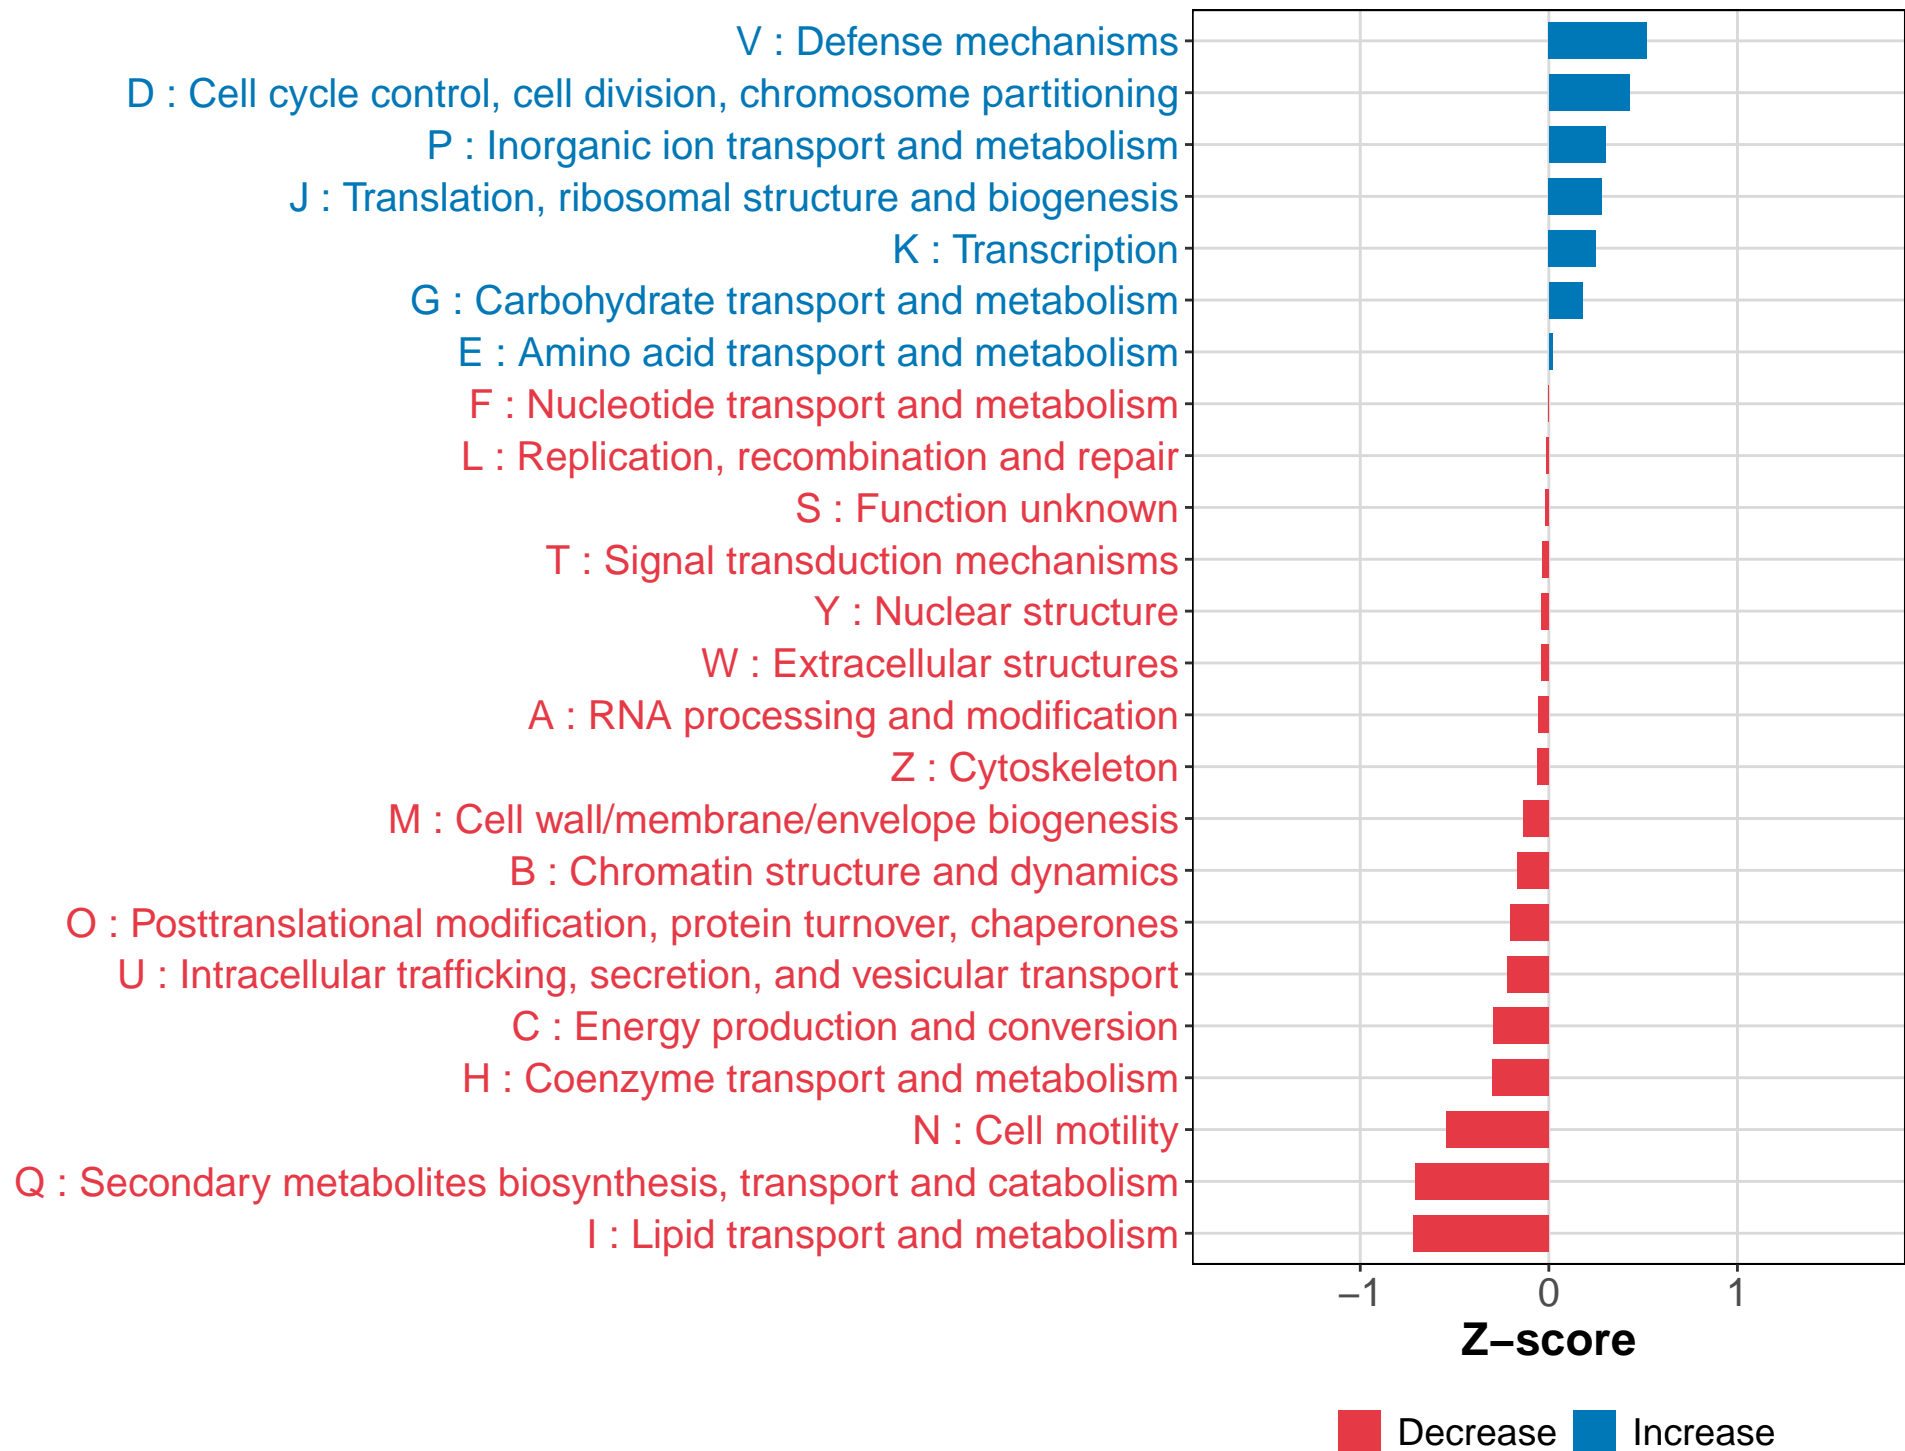 V : Defense mechanisms
D : Cell cycle control, cell division, chromosome partitioning
P : Inorganic ion transport and metabolism
J : Translation, ribosomal structure and biogenesis
K : Transcription
G : Carbohydrate transport and metabolism
E : Amino acid transport and metabolism
F : Nucleotide transport and metabolism
L : Replication, recombination and repair
S : Function unknown
T : Signal transduction mechanisms
Y : Nuclear structure
W : Extracellular structures
A : RNA processing and modification
Z : Cytoskeleton
M : Cell wall/membrane/envelope biogenesis
B : Chromatin structure and dynamics
O : Posttranslational modification, protein turnover, chaperones
U : Intracellular trafficking, secretion, and vesicular transport
C : Energy production and conversion
H : Coenzyme transport and metabolism
N : Cell motility
Q : Secondary metabolites biosynthesis, transport and catabolism
I : Lipid transport and metabolism
−1 0 1
Z−score
Decrease Increase